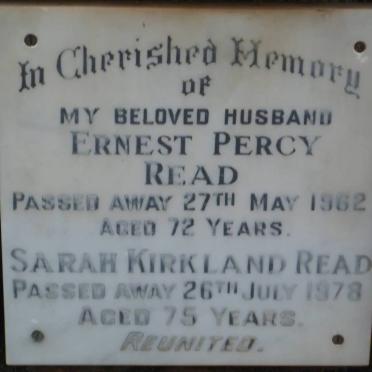 In Cherished Memory
OF
MY BELOVED HUSBAND
ERNEST PERCY
READ
PASSED AWAY 27TH MAY 1962
AGED 72 YEARS.
SARAH KIRKLAND READ
PASSED AWAY 26TH JULY 1978
AGED 75 YEARS.
REUNITED.